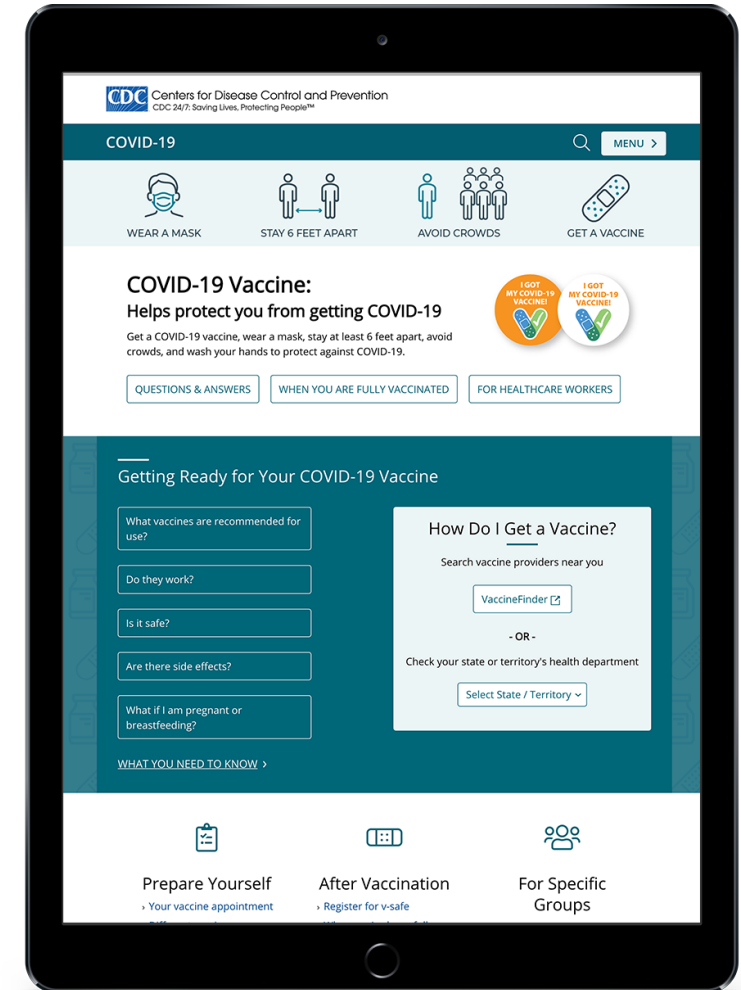 CDC Centers for Disease Control and Prevention
CDC 24/7: Saving Lives, Protecting People™
COVID-19
MENU
WEAR A MASK
STAY 6 FEET APART
AVOID CROWDS
GET A VACCINE
COVID-19 Vaccine:
Helps protect you from getting COVID-19
Get a COVID-19 vaccine, wear a mask, stay at least 6 feet apart, avoid
crowds, and wash your hands to protect against COVID-19.
I GOT
MY COVID-19
VACCINE!
I GOT
MY COVID-19
VACCINE!
QUESTIONS & ANSWERS
WHEN YOU ARE FULLY VACCINATED
FOR HEALTHCARE WORKERS
Getting Ready for Your COVID-19 Vaccine
What vaccines are recommended for
use?
Do they work?
Is it safe?
Are there side effects?
What if I am pregnant or
breastfeeding?
WHAT YOU NEED TO KNOW
How Do I Get a Vaccine?
Search vaccine providers near you
VaccineFinder
- OR -
Check your state or territory's health department
Select State / Territory
Prepare Yourself
› Your vaccine appointment
After Vaccination
› Register for v-safe
For Specific
Groups